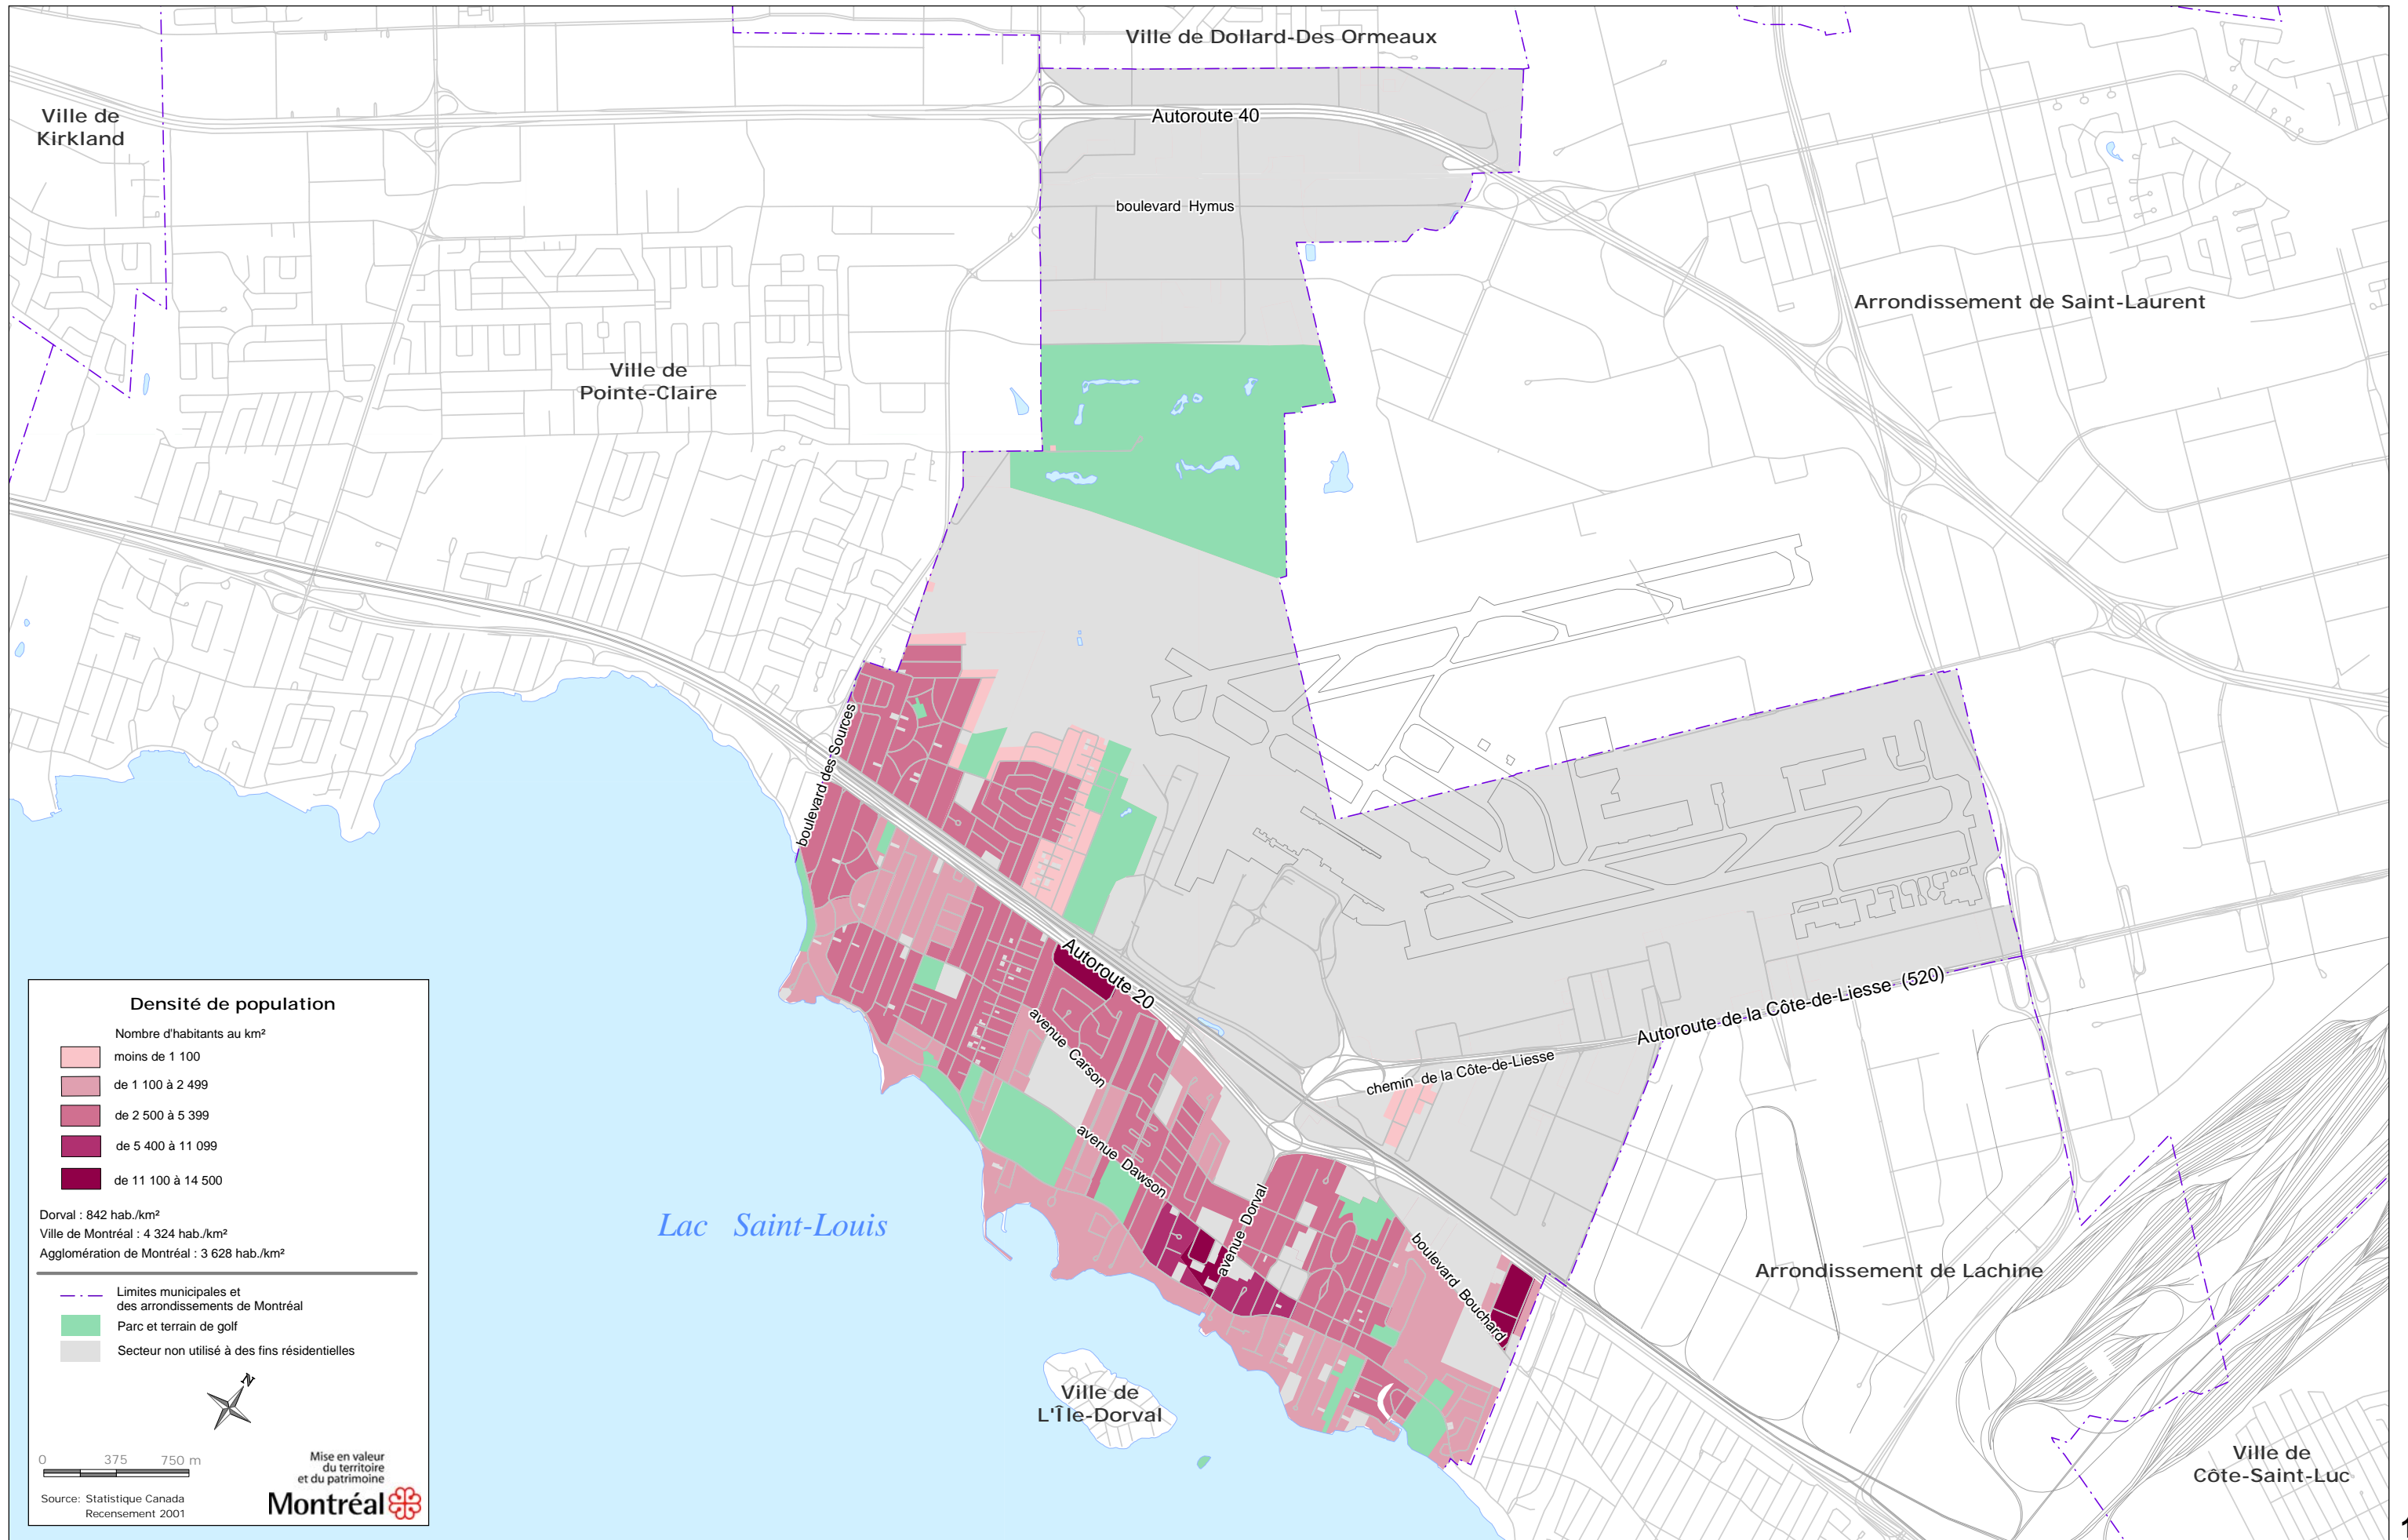 Ville de Dollard-Des Ormeaux
Ville de
Kirkland
Autoroute 40
boulevard Hymus
Arrondissement de Saint-Laurent
Ville de
Pointe-Claire
boulevard des Sources
Autoroute 20
avenue Carson
Autoroute de la Côte-de-Liesse (520)
chemin de la Côte-de-Liesse
avenue Dawson
avenue Dorval
boulevard Bouchard
Lac Saint-Louis
Arrondissement de Lachine
Ville de
L'Île-Dorval
Ville de
Côte-Saint-Luc
Densité de population
Nombre d'habitants au km²
moins de 1 100
de 1 100 à 2 499
de 2 500 à 5 399
de 5 400 à 11 099
de 11 100 à 14 500
Dorval : 842 hab./km²
Ville de Montréal : 4 324 hab./km²
Agglomération de Montréal : 3 628 hab./km²
Limites municipales et
des arrondissements de Montréal
Parc et terrain de golf
Secteur non utilisé à des fins résidentielles
N
0 375 750 m
Source: Statistique Canada
Recensement 2001
Mise en valeur
du territoire
et du patrimoine
Montréal